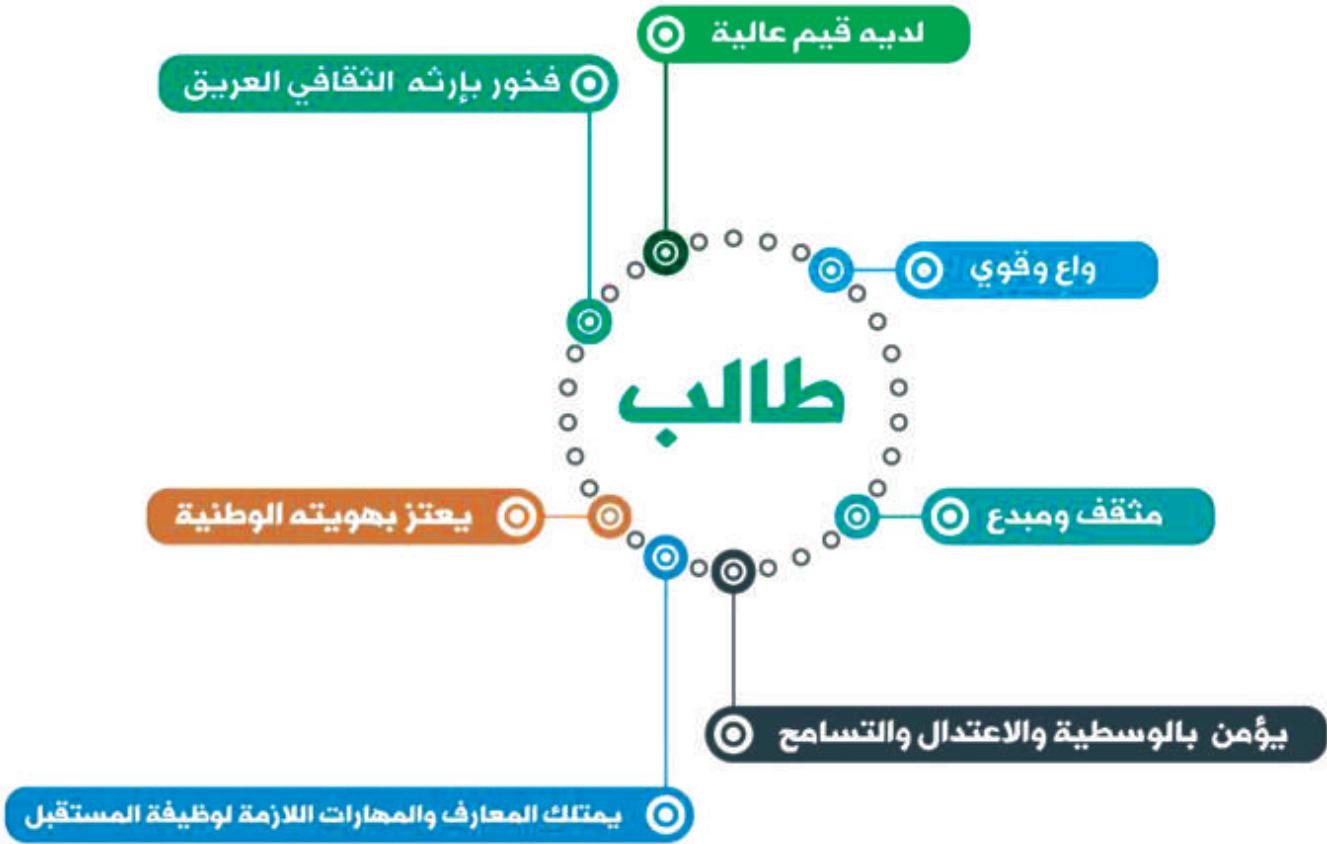 لديه قيم عالية
فخور بإرثه الثقافي العريق
واع وقوي
طالب
مثقف ومبدع
يعتز بهويته الوطنية
يؤمن بالوسطية والاعتدال والتسامح
يمتلك المعارف والمهارات اللازمة لوظيفة المستقبل